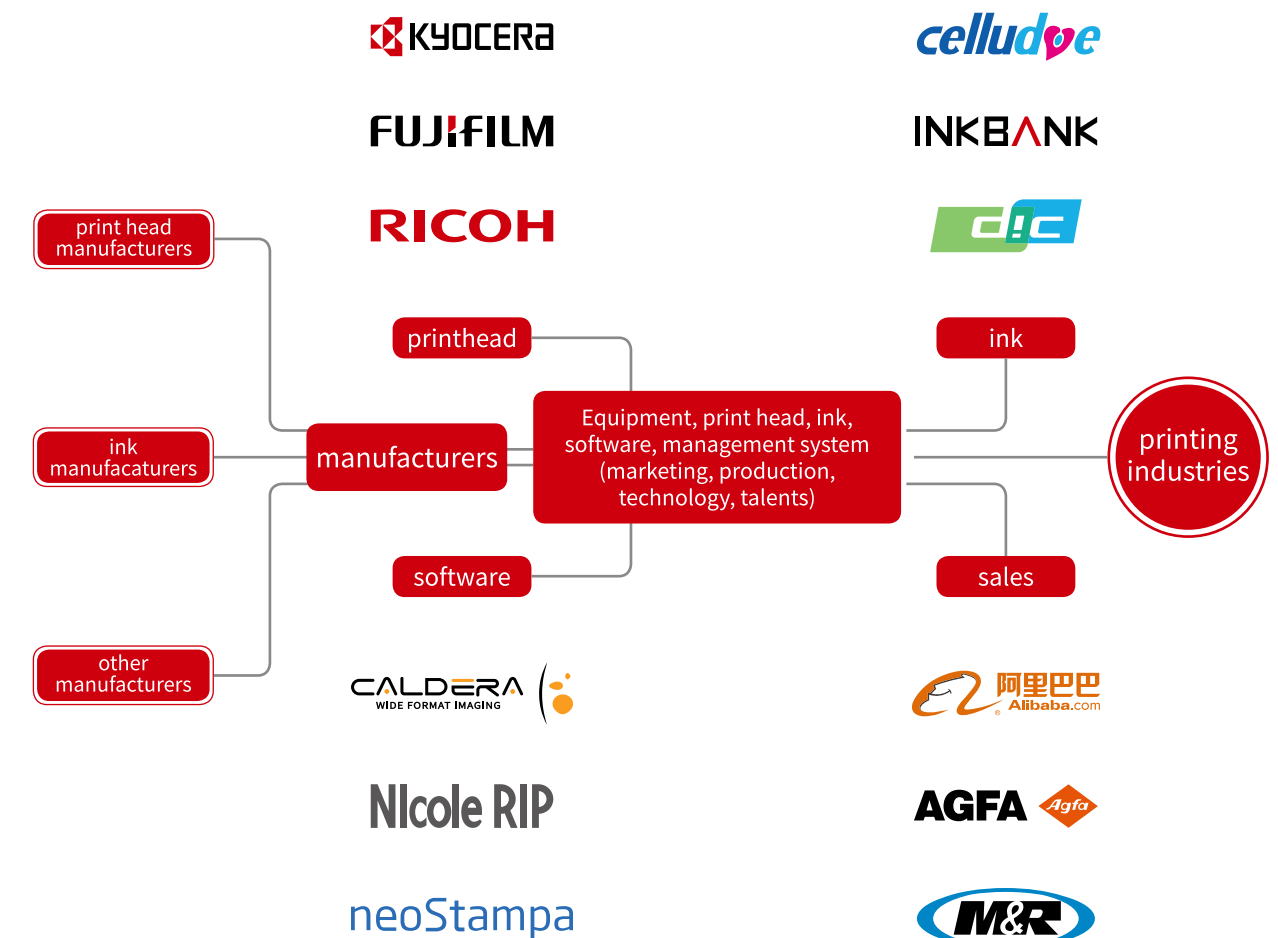 KYOCERA
celludye
FUJIFILM
INKBANK
print head
manufacturers
RICOH
dic
printhead
ink
Equipment, print head, ink,
software, management system
(marketing, production,
technology, talents)
manufacturers
ink
manufacaturers
printing
industries
software
sales
other
manufacturers
CALDERA
WIDE FORMAT IMAGING
阿里巴巴
®
Alibaba.com
NIcole RIP
AGFA
Agfa
neoStampa
M&R